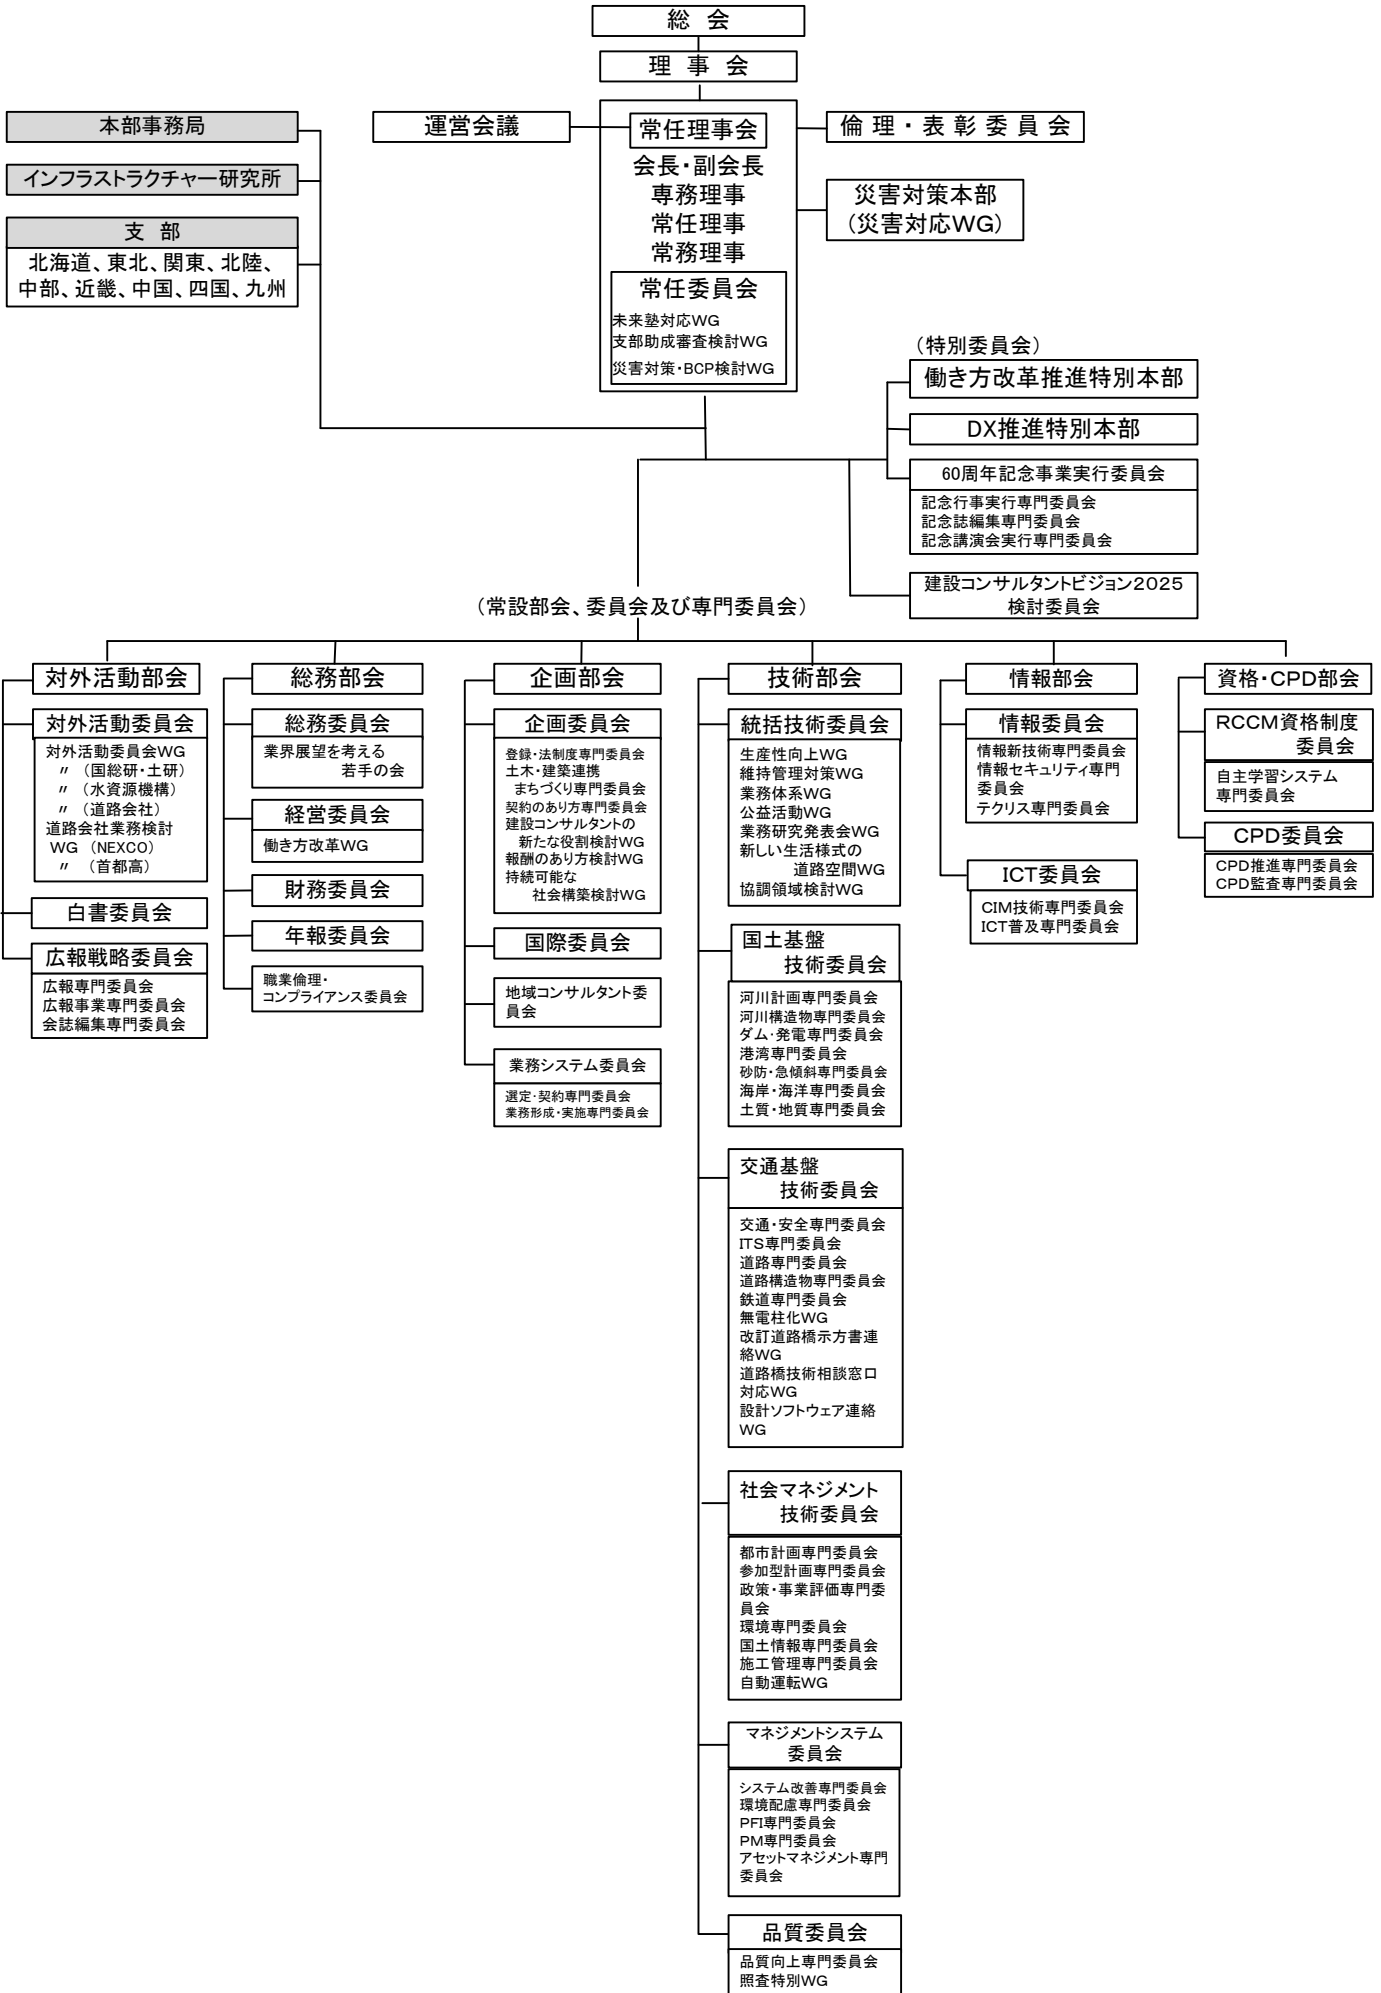 総 会
理 事 会
本部事務局
インフラストラクチャー研究所
支 部
北海道、東北、関東、北陸、
中部、近畿、中国、四国、九州
運営会議
常任理事会
会長・副会長
専務理事
常任理事
常務理事
常任委員会
未来塾対応WG
支部助成審査検討WG
災害対策・BCP検討WG
倫 理 ・ 表 彰 委 員 会
災害対策本部
(災害対応WG)
(特別委員会)
働き方改革推進特別本部
DX推進特別本部
60周年記念事業実行委員会
記念行事実行専門委員会
記念誌編集専門委員会
記念講演会実行専門委員会
建設コンサルタントビジョン2025
検討委員会
(常設部会、委員会及び専門委員会)
対外活動部会
対外活動委員会
対外活動委員会WG
〃 (国総研・土研)
〃 (水資源機構)
〃 (道路会社)
道路会社業務検討
WG (NEXCO)
〃 (首都高)
白書委員会
広報戦略委員会
広報専門委員会
広報事業専門委員会
会誌編集専門委員会
総務部会
総務委員会
業界展望を考える
若手の会
経営委員会
働き方改革WG
財務委員会
年報委員会
職業倫理・
コンプライアンス委員会
企画部会
企画委員会
登録・法制度専門委員会
土木・建築連携
まちづくり専門委員会
契約のあり方専門委員会
建設コンサルタントの
新たな役割検討WG
報酬のあり方検討WG
持続可能な
社会構築検討WG
国際委員会
地域コンサルタント委
員会
業務システム委員会
選定・契約専門委員会
業務形成・実施専門委員会
技術部会
統括技術委員会
生産性向上WG
維持管理対策WG
業務体系WG
公益活動WG
業務研究発表会WG
新しい生活様式の
道路空間WG
協調領域検討WG
国土基盤
技術委員会
河川計画専門委員会
河川構造物専門委員会
ダム・発電専門委員会
港湾専門委員会
砂防・急傾斜専門委員会
海岸・海洋専門委員会
土質・地質専門委員会
交通基盤
技術委員会
交通・安全専門委員会
ITS専門委員会
道路専門委員会
道路構造物専門委員会
鉄道専門委員会
無電柱化WG
改訂道路橋示方書連
絡WG
道路橋技術相談窓口
対応WG
設計ソフトウェア連絡
WG
社会マネジメント
技術委員会
都市計画専門委員会
参加型計画専門委員会
政策・事業評価専門委
員会
環境専門委員会
国土情報専門委員会
施工管理専門委員会
自動運転WG
マネジメントシステム
委員会
システム改善専門委員会
環境配慮専門委員会
PFI専門委員会
PM専門委員会
アセットマネジメント専門
委員会
品質委員会
品質向上専門委員会
照査特別WG
情報部会
情報委員会
情報新技術専門委員会
情報セキュリティ専門
委員会
テクリス専門委員会
ICT委員会
CIM技術専門委員会
ICT普及専門委員会
資格・CPD部会
RCCM資格制度
委員会
自主学習システム
専門委員会
CPD委員会
CPD推進専門委員会
CPD監査専門委員会